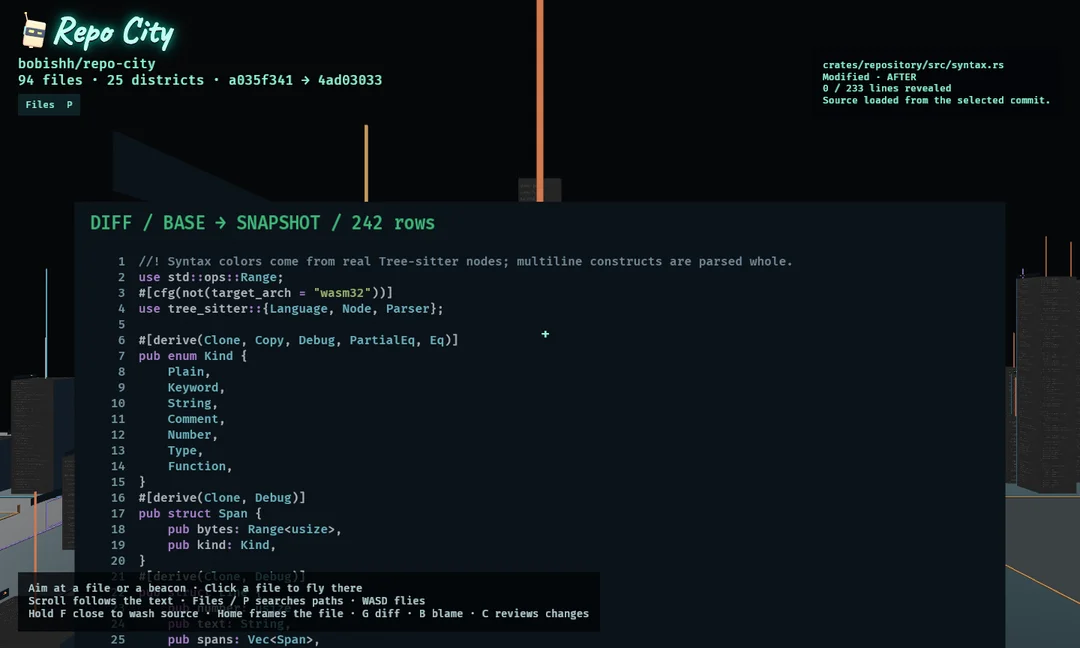 Repo City
bobishh/repo-city
94 files · 25 districts · a035f341 → 4ad03033
Files P
crates/repository/src/syntax.rs
Modified · AFTER
0 / 233 lines revealed
Source loaded from the selected commit.
DIFF / BASE → SNAPSHOT / 242 rows
1 //! Syntax colors come from real Tree-sitter nodes; multiline constructs are parsed whole.
2 use std::ops::Range;
3 #[cfg(not(target_arch = "wasm32"))]
4 use tree_sitter::{Language, Node, Parser};
5
6 #[derive(Clone, Copy, Debug, PartialEq, Eq)]
7 pub enum Kind {
8     Plain,
9     Keyword,
10     String,
11     Comment,
12     Number,
13     Type,
14     Function,
15 }
16 #[derive(Clone, Debug)]
17 pub struct Span {
18     pub bytes: Range<usize>,
19     pub kind: Kind,
20 }
21 #[derive(Clone, Debug)]
Aim at a file or a beacon · Click a file to fly there
Scroll follows the text · Files / P searches paths · WASD flies
Hold F close to wash source · Home frames the file · G diff · B blame · C reviews changes
24     pub text: String,
25     pub spans: Vec<Span>,